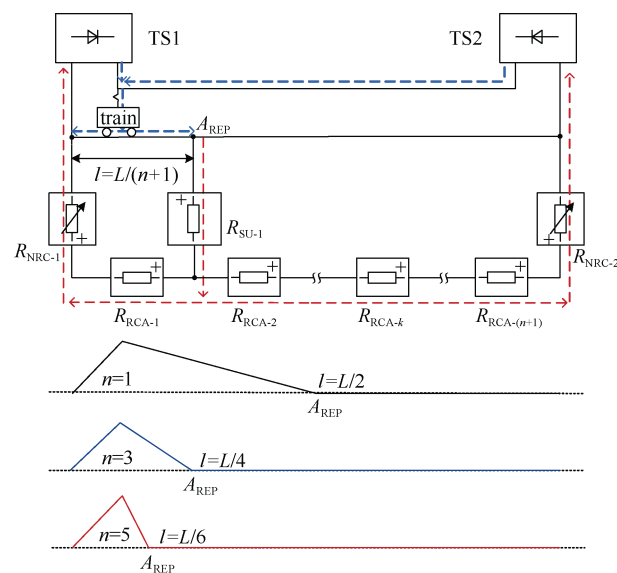 TS1 TS2
train
A_REP
l=L/(n+1)
+ R_SU-1
R_NRC-1 + + R_NRC-2
+ + + +
R_RCA-1 R_RCA-2 R_RCA-k R_RCA-(n+1)
n=1 l=L/2
A_REP
n=3 l=L/4
A_REP
n=5 l=L/6
A_REP